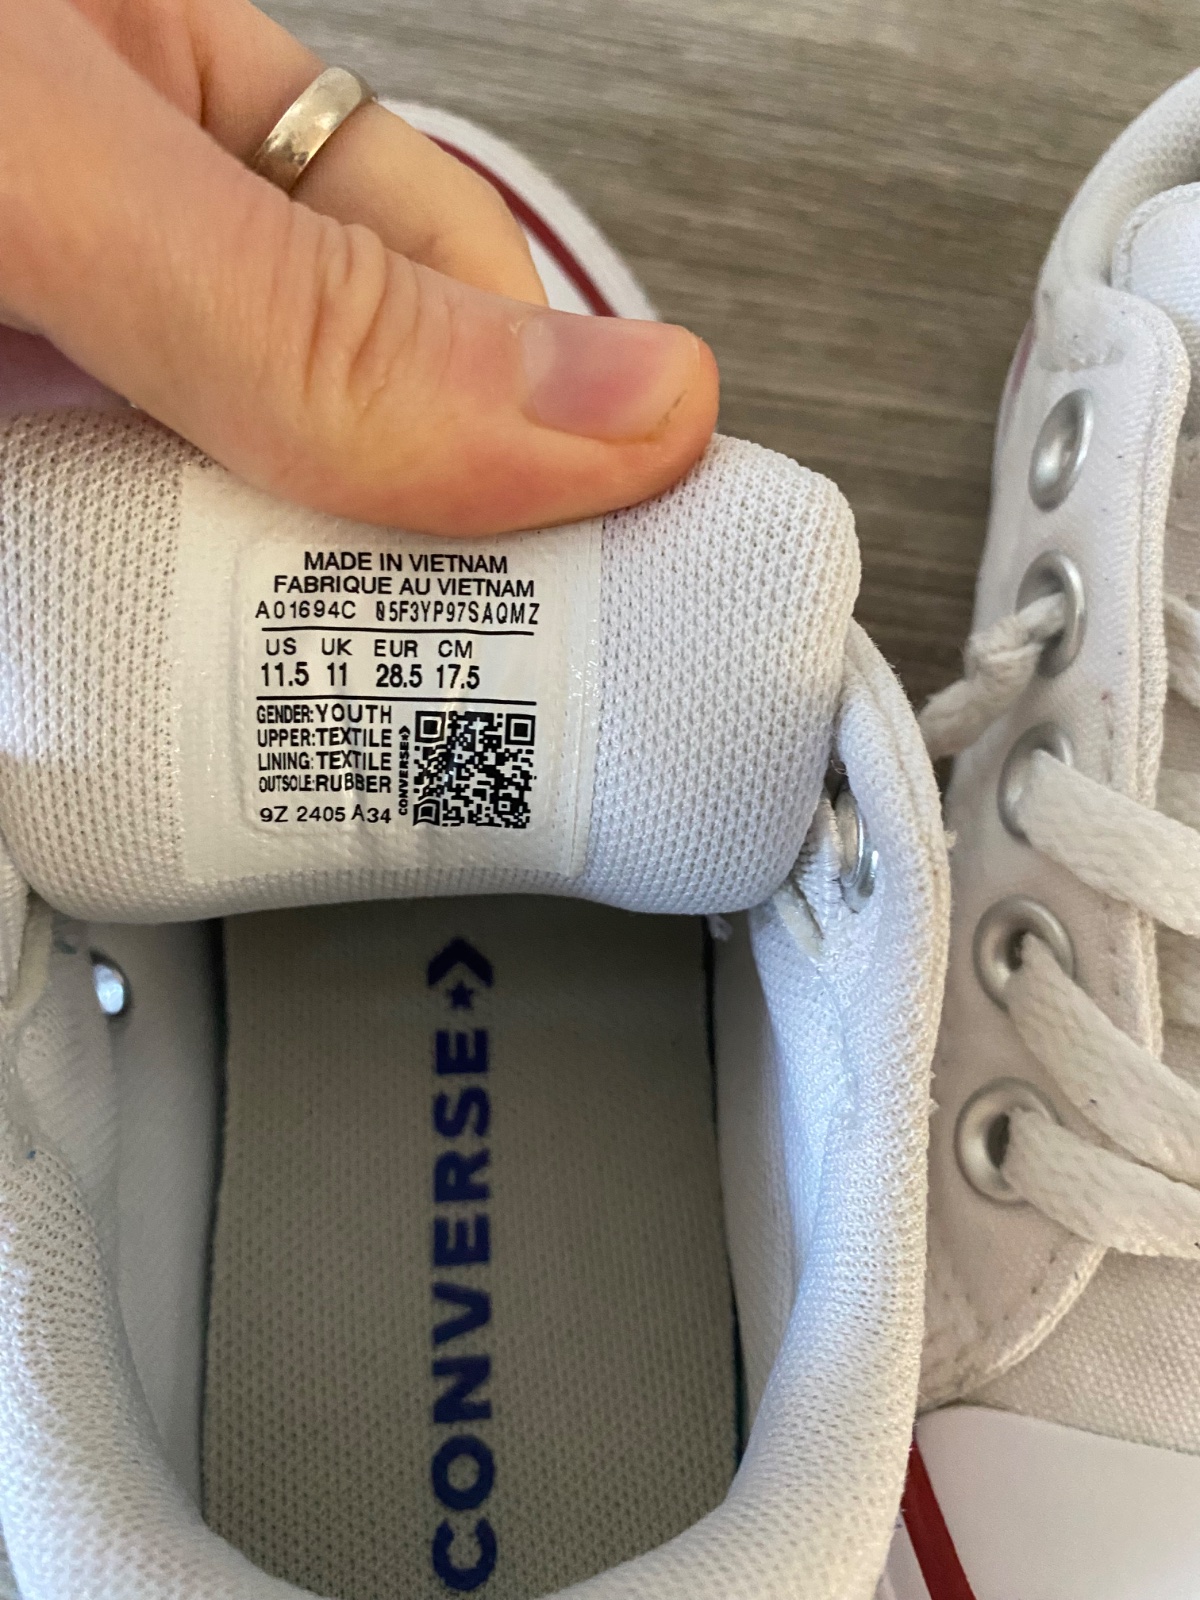 MADE IN VIETNAM
FABRIQUE AU VIETNAM
A01694C 05F3YP97SAQMZ
US UK EUR CM
11.5 11 28.5 17.5
GENDER:YOUTH
UPPER:TEXTILE
LINING:TEXTILE
OUTSOLE:RUBBER
9Z 2405 A34
CONVERSE
CONVERSE